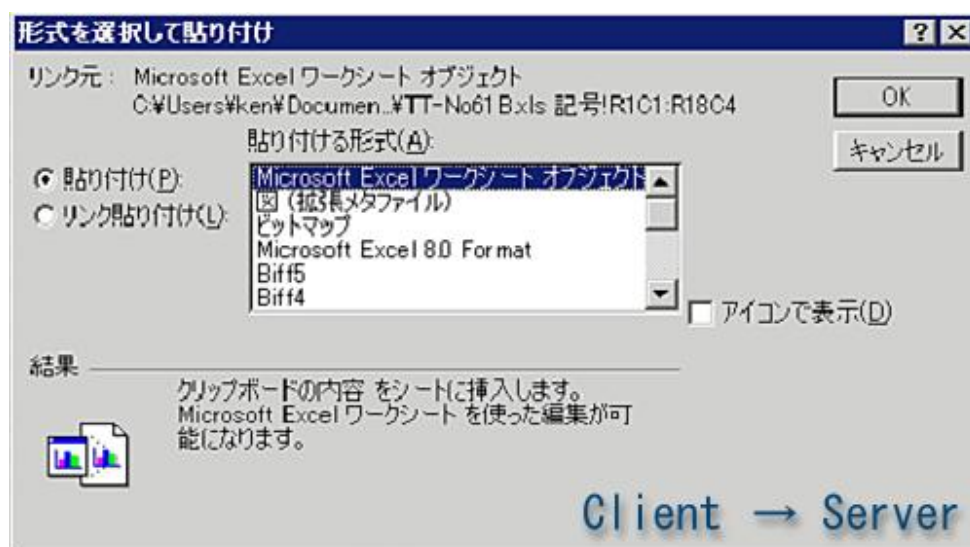 形式を選択して貼り付け
リンク元: Microsoft Excel ワークシート オブジェクト
C:¥Users¥ken¥Documen...¥TT-No61B.xls 記号!R1C1:R18C4
OK
キャンセル
貼り付ける形式(A):
貼り付け(P):
リンク貼り付け(L):
Microsoft Excel ワークシート オブジェクト
図 (拡張メタファイル)
ビットマップ
Microsoft Excel 8.0 Format
Biff5
Biff4
アイコンで表示(D)
結果
クリップボードの内容 をシートに挿入します。
Microsoft Excel ワークシート を使った編集が可
能になります。
Client → Server